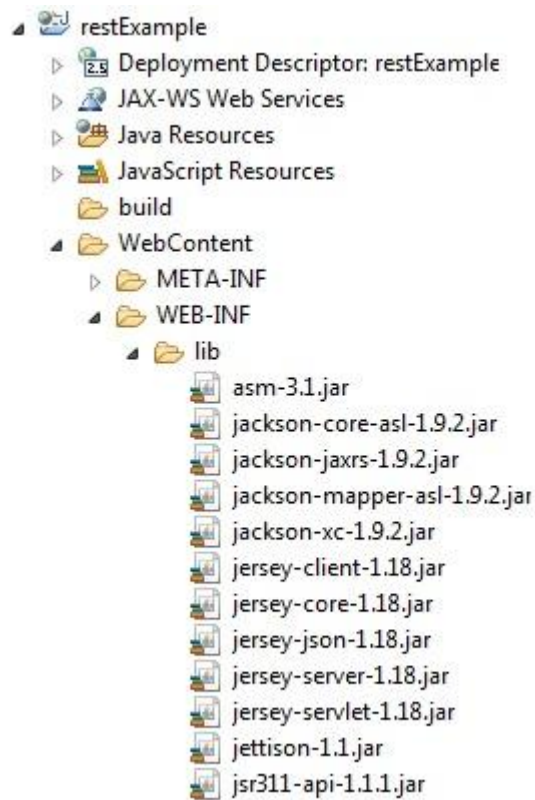 restExample
2.5 Deployment Descriptor: restExample
JAX-WS Web Services
Java Resources
JavaScript Resources
build
WebContent
META-INF
WEB-INF
lib
asm-3.1.jar
jackson-core-asl-1.9.2.jar
jackson-jaxrs-1.9.2.jar
jackson-mapper-asl-1.9.2.jar
jackson-xc-1.9.2.jar
jersey-client-1.18.jar
jersey-core-1.18.jar
jersey-json-1.18.jar
jersey-server-1.18.jar
jersey-servlet-1.18.jar
jettison-1.1.jar
jsr311-api-1.1.1.jar